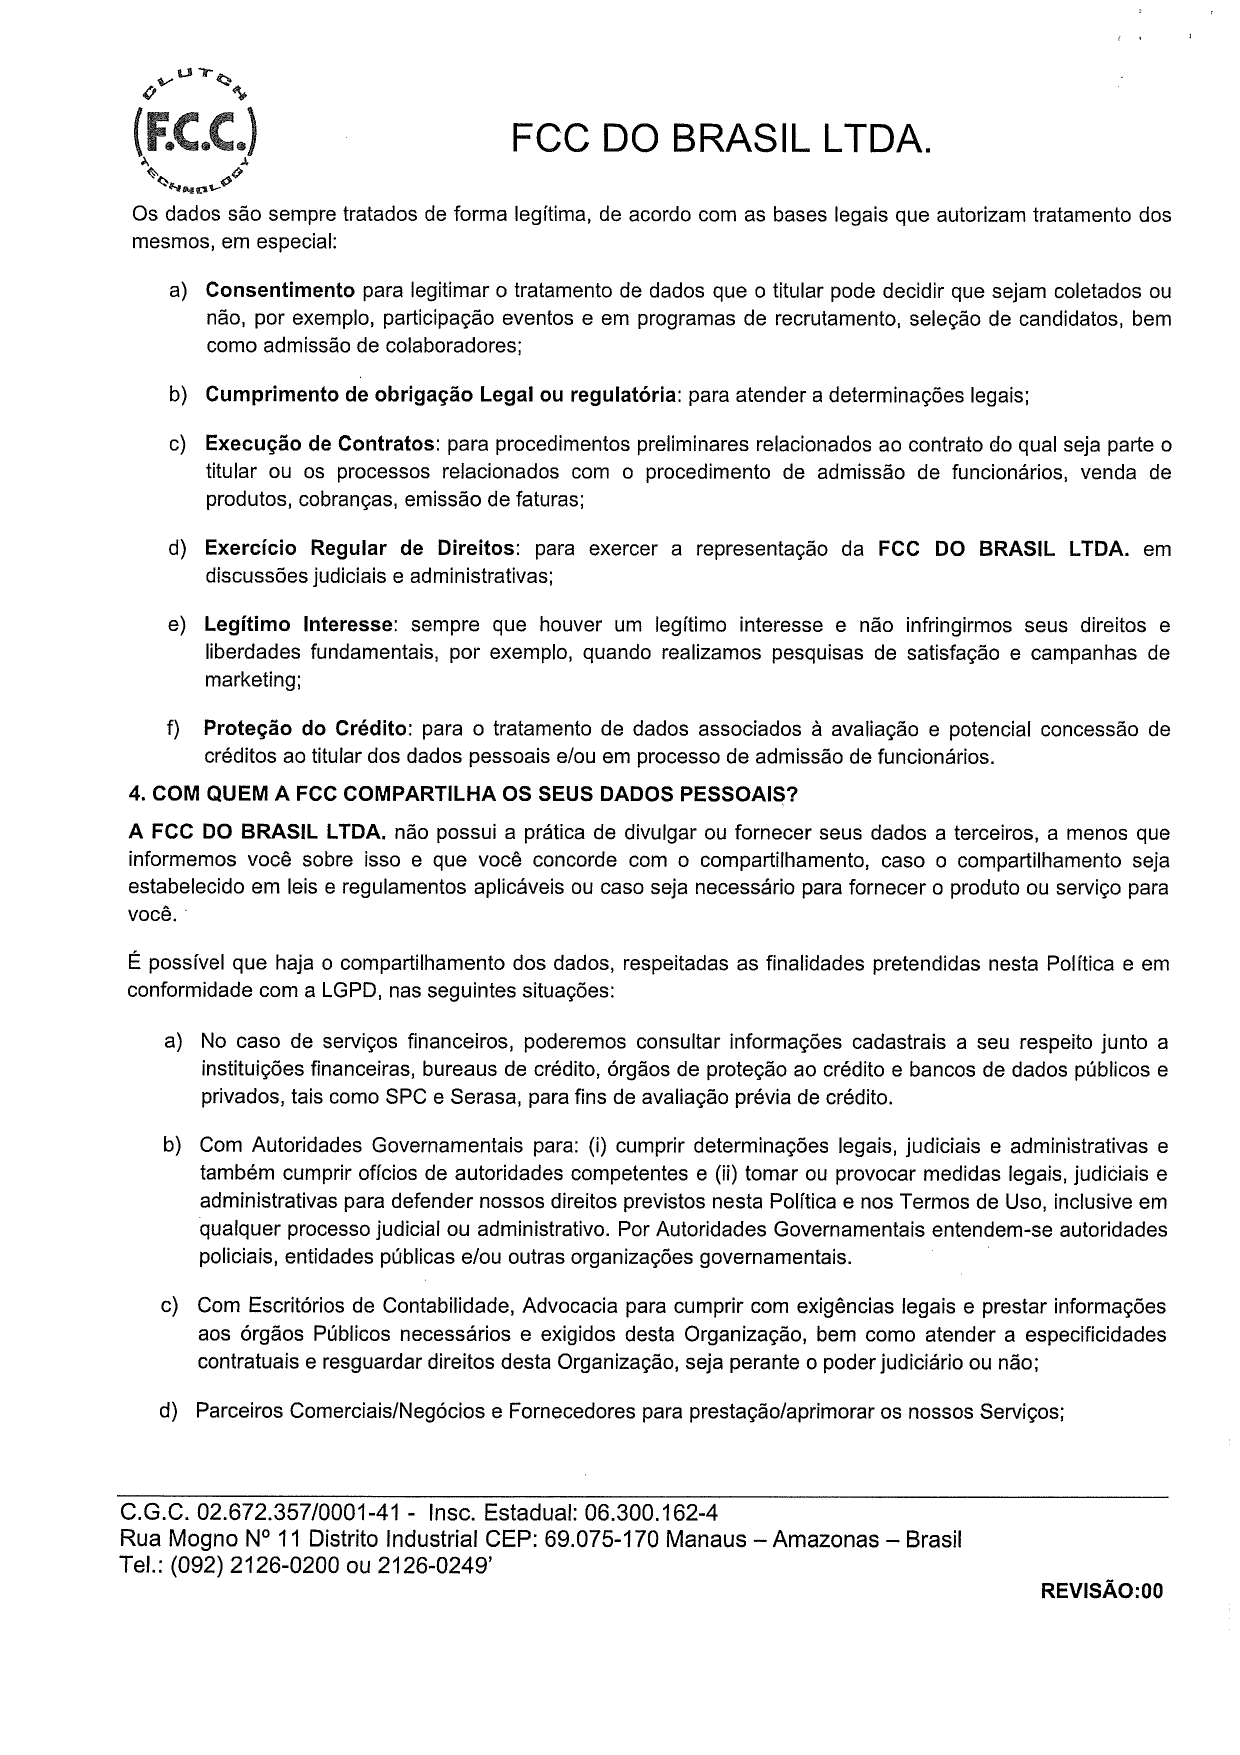 CLUTCH
(F.C.C.)
TECHNOLOGY
FCC DO BRASIL LTDA.
Os dados são sempre tratados de forma legítima, de acordo com as bases legais que autorizam tratamento dos
mesmos, em especial:
a) Consentimento para legitimar o tratamento de dados que o titular pode decidir que sejam coletados ou
não, por exemplo, participação eventos e em programas de recrutamento, seleção de candidatos, bem
como admissão de colaboradores;
b) Cumprimento de obrigação Legal ou regulatória: para atender a determinações legais;
c) Execução de Contratos: para procedimentos preliminares relacionados ao contrato do qual seja parte o
titular ou os processos relacionados com o procedimento de admissão de funcionários, venda de
produtos, cobranças, emissão de faturas;
d) Exercício Regular de Direitos: para exercer a representação da FCC DO BRASIL LTDA. em
discussões judiciais e administrativas;
e) Legítimo Interesse: sempre que houver um legítimo interesse e não infringirmos seus direitos e
liberdades fundamentais, por exemplo, quando realizamos pesquisas de satisfação e campanhas de
marketing;
f) Proteção do Crédito: para o tratamento de dados associados à avaliação e potencial concessão de
créditos ao titular dos dados pessoais e/ou em processo de admissão de funcionários.
4. COM QUEM A FCC COMPARTILHA OS SEUS DADOS PESSOAIS?
A FCC DO BRASIL LTDA. não possui a prática de divulgar ou fornecer seus dados a terceiros, a menos que
informemos você sobre isso e que você concorde com o compartilhamento, caso o compartilhamento seja
estabelecido em leis e regulamentos aplicáveis ou caso seja necessário para fornecer o produto ou serviço para
você.
É possível que haja o compartilhamento dos dados, respeitadas as finalidades pretendidas nesta Política e em
conformidade com a LGPD, nas seguintes situações:
a) No caso de serviços financeiros, poderemos consultar informações cadastrais a seu respeito junto a
instituições financeiras, bureaus de crédito, órgãos de proteção ao crédito e bancos de dados públicos e
privados, tais como SPC e Serasa, para fins de avaliação prévia de crédito.
b) Com Autoridades Governamentais para: (i) cumprir determinações legais, judiciais e administrativas e
também cumprir ofícios de autoridades competentes e (ii) tomar ou provocar medidas legais, judiciais e
administrativas para defender nossos direitos previstos nesta Política e nos Termos de Uso, inclusive em
qualquer processo judicial ou administrativo. Por Autoridades Governamentais entendem-se autoridades
policiais, entidades públicas e/ou outras organizações governamentais.
c) Com Escritórios de Contabilidade, Advocacia para cumprir com exigências legais e prestar informações
aos órgãos Públicos necessários e exigidos desta Organização, bem como atender a especificidades
contratuais e resguardar direitos desta Organização, seja perante o poder judiciário ou não;
d) Parceiros Comerciais/Negócios e Fornecedores para prestação/aprimorar os nossos Serviços;
C.G.C. 02.672.357/0001-41 - Insc. Estadual: 06.300.162-4
Rua Mogno Nº 11 Distrito Industrial CEP: 69.075-170 Manaus – Amazonas – Brasil
Tel.: (092) 2126-0200 ou 2126-0249'
REVISÃO:00